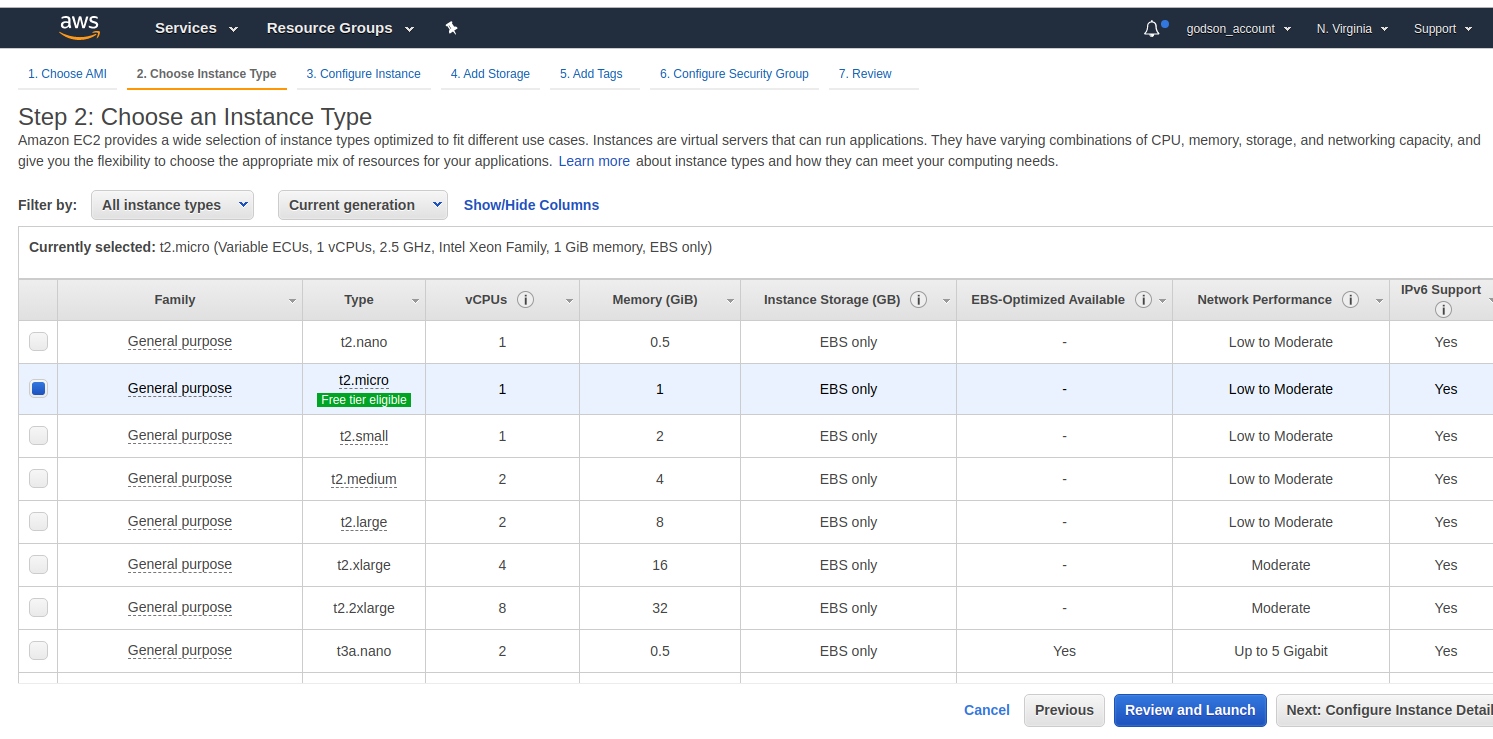 aws Services Resource Groups godson_account N. Virginia Support
1. Choose AMI 2. Choose Instance Type 3. Configure Instance 4. Add Storage 5. Add Tags 6. Configure Security Group 7. Review
Step 2: Choose an Instance Type
Amazon EC2 provides a wide selection of instance types optimized to fit different use cases. Instances are virtual servers that can run applications. They have varying combinations of CPU, memory, storage, and networking capacity, and
give you the flexibility to choose the appropriate mix of resources for your applications. Learn more about instance types and how they can meet your computing needs.
Filter by: All instance types Current generation Show/Hide Columns
Currently selected: t2.micro (Variable ECUs, 1 vCPUs, 2.5 GHz, Intel Xeon Family, 1 GiB memory, EBS only)
Family Type vCPUs i Memory (GiB) Instance Storage (GB) i EBS-Optimized Available i Network Performance i IPv6 Support i
General purpose t2.nano 1 0.5 EBS only - Low to Moderate Yes
General purpose t2.micro 1 1 EBS only - Low to Moderate Yes
Free tier eligible
General purpose t2.small 1 2 EBS only - Low to Moderate Yes
General purpose t2.medium 2 4 EBS only - Low to Moderate Yes
General purpose t2.large 2 8 EBS only - Low to Moderate Yes
General purpose t2.xlarge 4 16 EBS only - Moderate Yes
General purpose t2.2xlarge 8 32 EBS only - Moderate Yes
General purpose t3a.nano 2 0.5 EBS only Yes Up to 5 Gigabit Yes
Cancel Previous Review and Launch Next: Configure Instance Detail